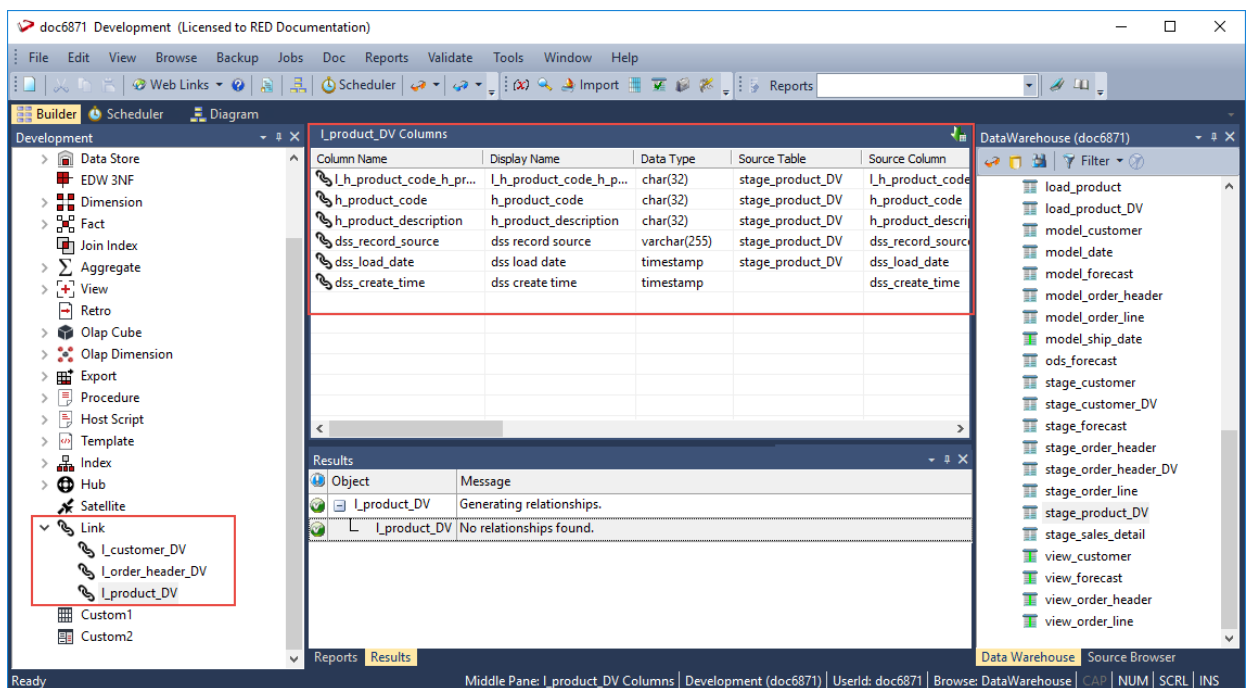 doc6871 Development (Licensed to RED Documentation)
File Edit View Browse Backup Jobs Doc Reports Validate Tools Window Help
Web Links Scheduler (x) Import Reports
Builder Scheduler Diagram
Development
Data Store
EDW 3NF
Dimension
Fact
Join Index
Aggregate
View
Retro
Olap Cube
Olap Dimension
Export
Procedure
Host Script
Template
Index
Hub
Satellite
Link
l_customer_DV
l_order_header_DV
l_product_DV
Custom1
Custom2
l_product_DV Columns
Column Name Display Name Data Type Source Table Source Column
l_h_product_code_h_pr... l_h_product_code_h_p... char(32) stage_product_DV l_h_product_code
h_product_code h_product_code char(32) stage_product_DV h_product_code
h_product_description h_product_description char(32) stage_product_DV h_product_descri
dss_record_source dss record source varchar(255) stage_product_DV dss_record_sourc
dss_load_date dss load date timestamp stage_product_DV dss_load_date
dss_create_time dss create time timestamp dss_create_time
Results
Object Message
l_product_DV Generating relationships.
l_product_DV No relationships found.
Reports Results
DataWarehouse (doc6871)
Filter
load_product
load_product_DV
model_customer
model_date
model_forecast
model_order_header
model_order_line
model_ship_date
ods_forecast
stage_customer
stage_customer_DV
stage_forecast
stage_order_header
stage_order_header_DV
stage_order_line
stage_product_DV
stage_sales_detail
view_customer
view_forecast
view_order_header
view_order_line
Data Warehouse Source Browser
Ready Middle Pane: l_product_DV Columns Development (doc6871) UserId: doc6871 Browse: DataWarehouse CAP NUM SCRL INS